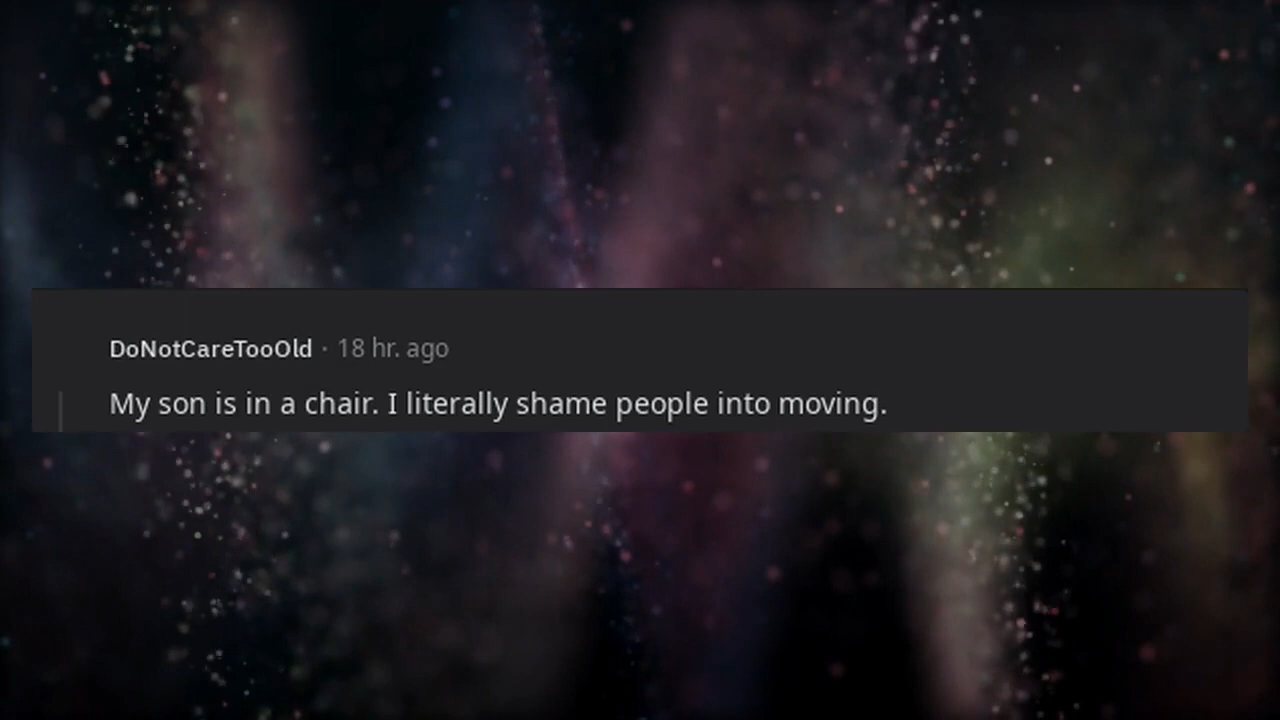 DoNotCareTooOld · 18 hr. ago
My son is in a chair. I literally shame people into moving.